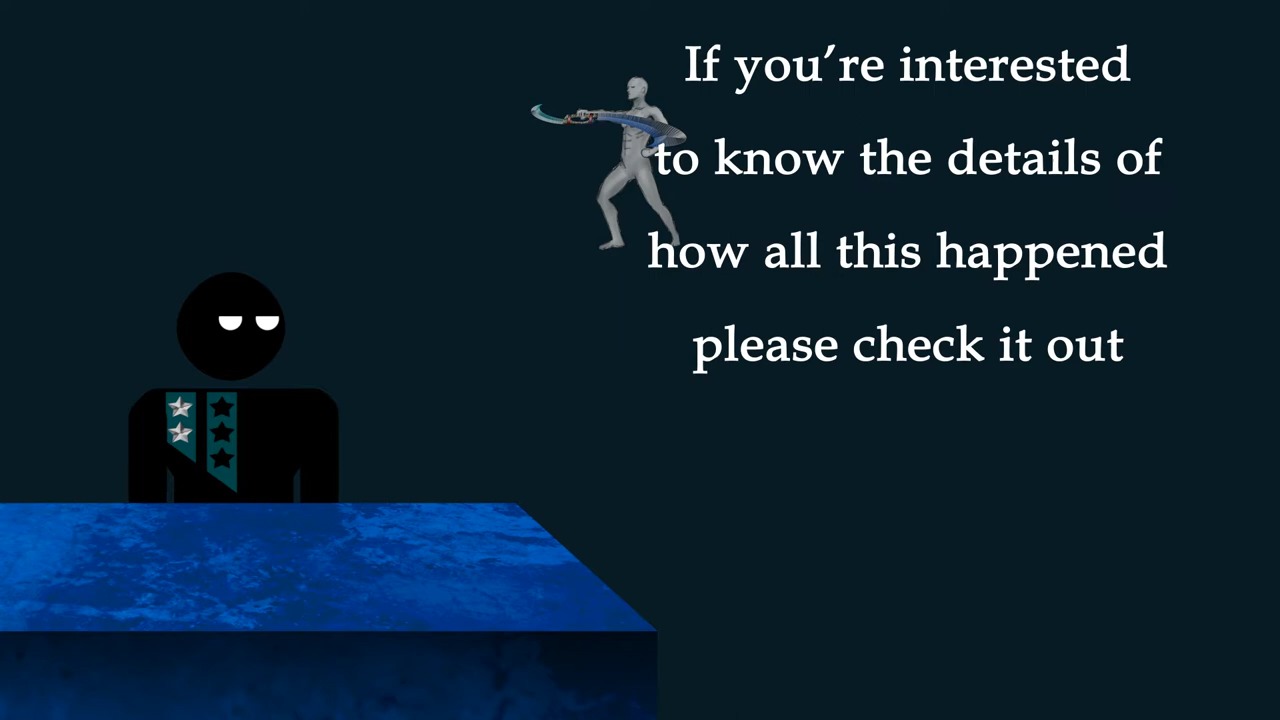 If you’re interested
to know the details of
how all this happened
please check it out